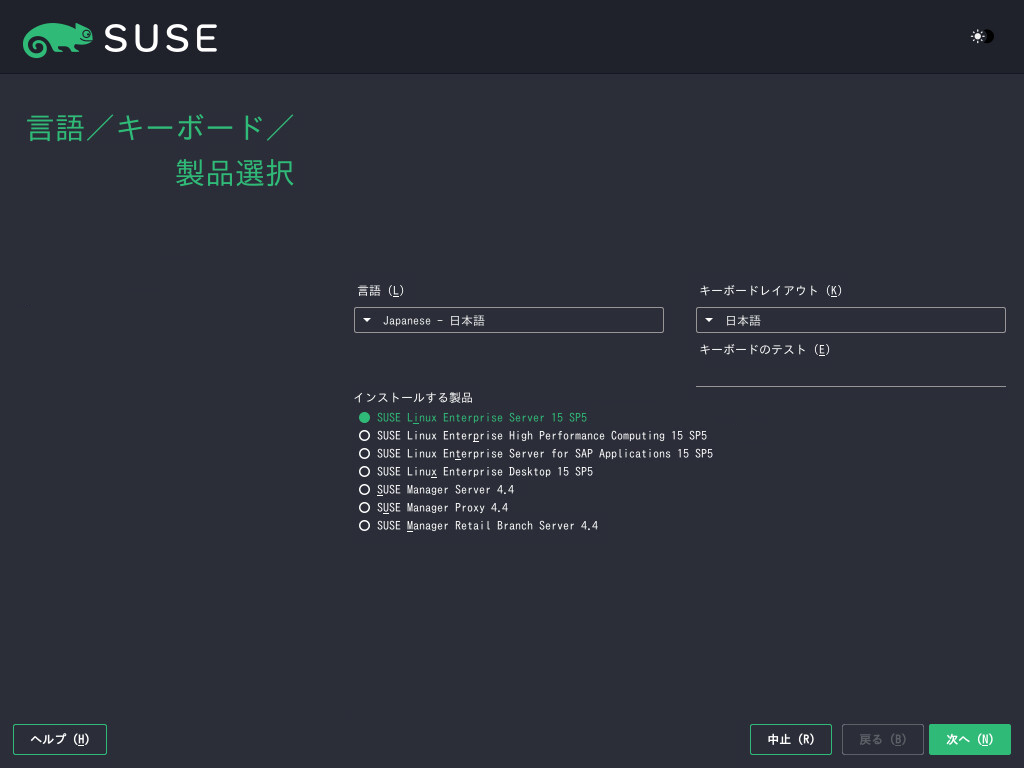 SUSE
言語／キーボード／
製品選択
言語 (L)
キーボードレイアウト (K)
Japanese - 日本語
日本語
キーボードのテスト (E)
インストールする製品
SUSE Linux Enterprise Server 15 SP5
SUSE Linux Enterprise High Performance Computing 15 SP5
SUSE Linux Enterprise Server for SAP Applications 15 SP5
SUSE Linux Enterprise Desktop 15 SP5
SUSE Manager Server 4.4
SUSE Manager Proxy 4.4
SUSE Manager Retail Branch Server 4.4
ヘルプ (H)
中止 (R)
戻る (B)
次へ (N)